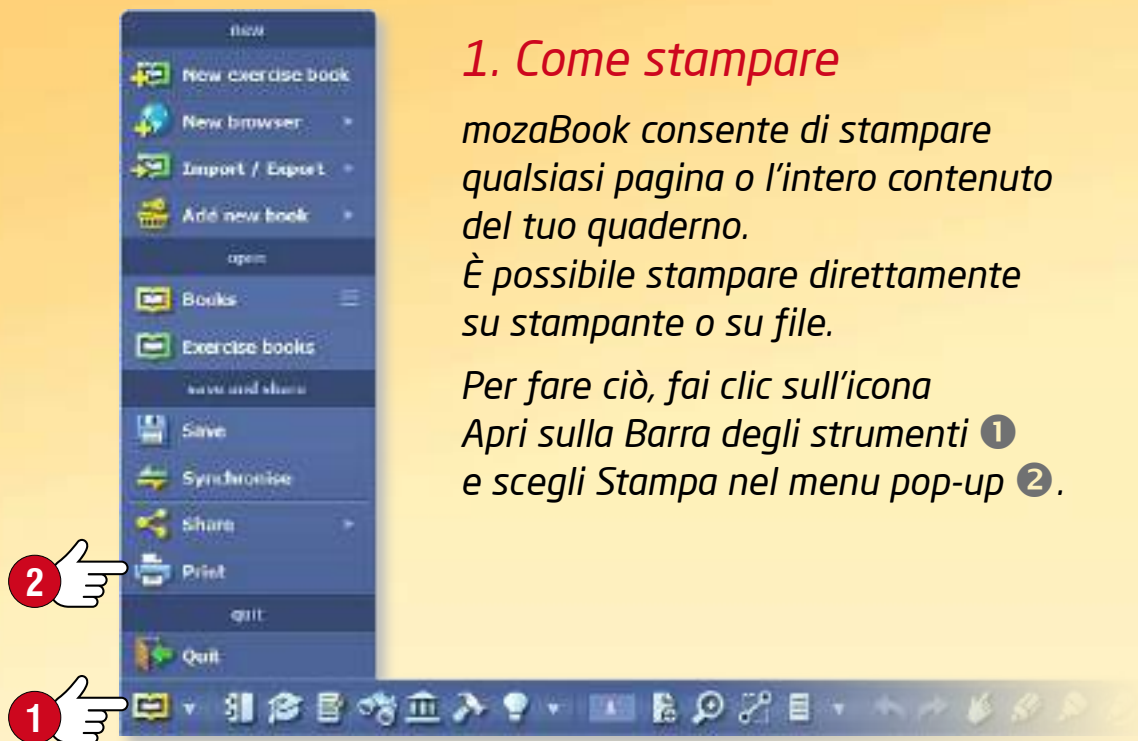 new
New exercise book
New browser
Import / Export
Add new book
open
Books
Exercise books
save and share
Save
Synchronise
Share
Print
quit
Quit
2
1
1. Come stampare
mozaBook consente di stampare
qualsiasi pagina o l'intero contenuto
del tuo quaderno.
È possibile stampare direttamente
su stampante o su file.
Per fare ciò, fai clic sull'icona
Apri sulla Barra degli strumenti ❶
e scegli Stampa nel menu pop-up ❷.